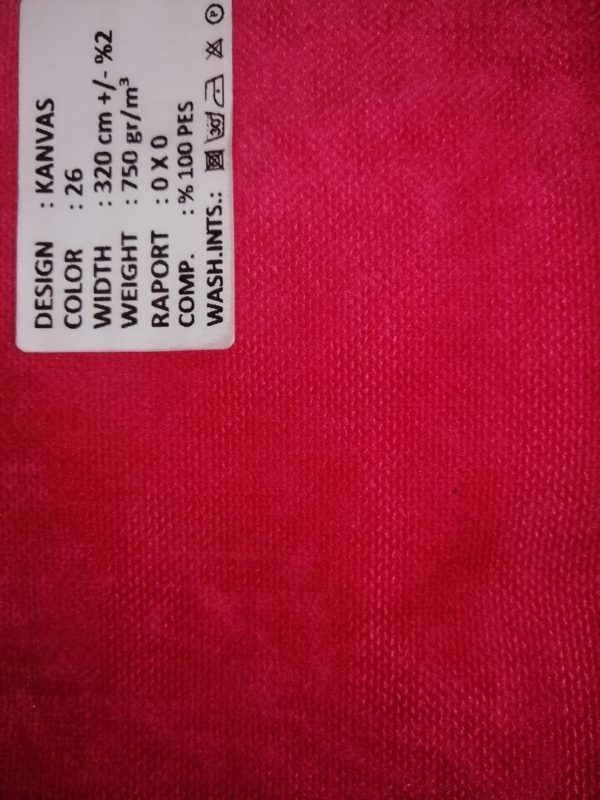 DESIGN : KANVAS
COLOR : 26
WIDTH : 320 cm +/- %2
WEIGHT : 750 gr/m³
RAPORT : 0 X 0
COMP. : % 100 PES
WASH.INTS.: 30 P